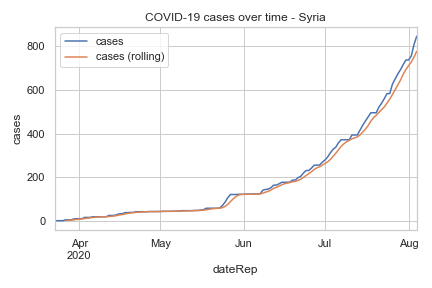 COVID-19 cases over time - Syria
cases
cases (rolling)
800
600
400
200
0
cases
Apr
2020
May
Jun
Jul
Aug
dateRep